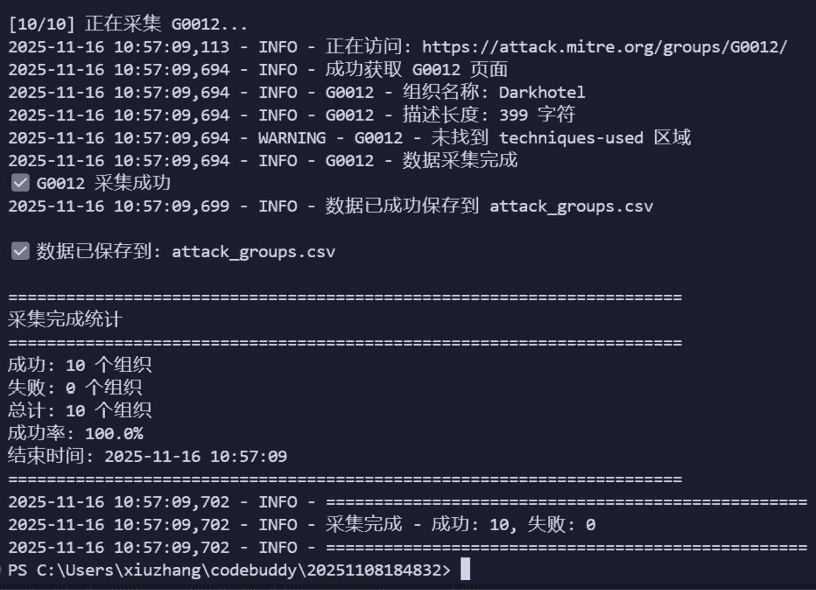 [10/10] 正在采集 G0012...
2025-11-16 10:57:09,113 - INFO - 正在访问: https://attack.mitre.org/groups/G0012/
2025-11-16 10:57:09,694 - INFO - 成功获取 G0012 页面
2025-11-16 10:57:09,694 - INFO - G0012 - 组织名称: Darkhotel
2025-11-16 10:57:09,694 - INFO - G0012 - 描述长度: 399 字符
2025-11-16 10:57:09,694 - WARNING - G0012 - 未找到 techniques-used 区域
2025-11-16 10:57:09,694 - INFO - G0012 - 数据采集完成
✅ G0012 采集成功
2025-11-16 10:57:09,699 - INFO - 数据已成功保存到 attack_groups.csv
✅ 数据已保存到: attack_groups.csv
======================================================================
采集完成统计
======================================================================
成功: 10 个组织
失败: 0 个组织
总计: 10 个组织
成功率: 100.0%
结束时间: 2025-11-16 10:57:09
======================================================================
2025-11-16 10:57:09,702 - INFO - ==================================================
2025-11-16 10:57:09,702 - INFO - 采集完成 - 成功: 10, 失败: 0
2025-11-16 10:57:09,702 - INFO - ==================================================
PS C:\Users\xiuzhang\codebuddy\20251108184832>